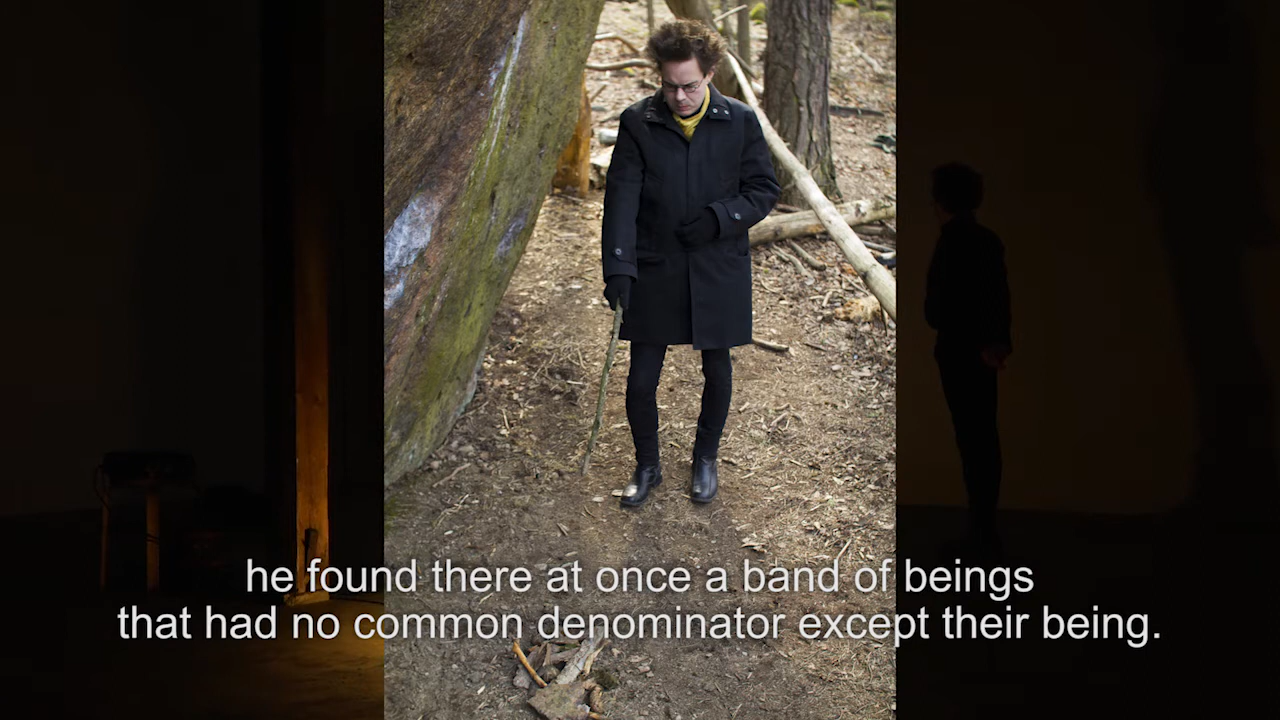 he found there at once a band of beings
that had no common denominator except their being.